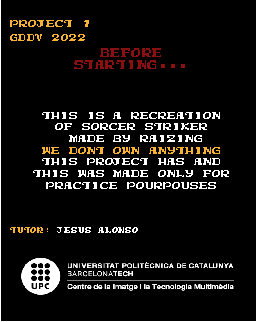 PROJECT 1
GDDV 2022
BEFORE
STARTING...
THIS IS A RECREATION
OF SORCER STRIKER
MADE BY RAIZING
WE DONT OWN ANYTHING
THIS PROJECT HAS AND
THIS WAS MADE ONLY FOR
PRACTICE POURPOUSES
TUTOR: JESUS ALONSO
UPC
UNIVERSITAT POLITÈCNICA DE CATALUNYA
BARCELONATECH
Centre de la Imatge i la Tecnologia Multimèdia